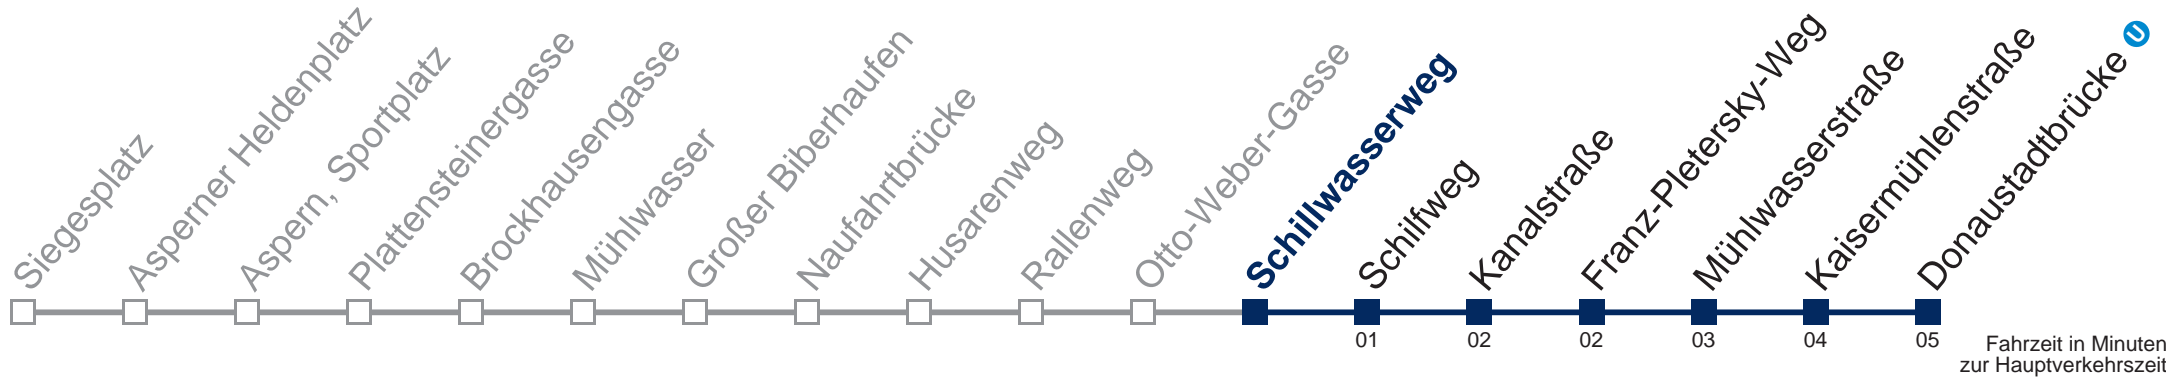 Siegesplatz
Asperner Heldenplatz
Aspern, Sportplatz
Plattensteinergasse
Brockhausengasse
Mühlwasser
Großer Biberhaufen
Naufahrtbrücke
Husarenweg
Rallenweg
Otto-Weber-Gasse
Schillwasserweg
Schilfweg
Kanalstraße
Franz-Pletersky-Weg
Mühlwasserstraße
Kaisermühlenstraße
Donaustadtbrücke U
01 02 02 03 04 05
Fahrzeit in Minuten
zur Hauptverkehrszeit